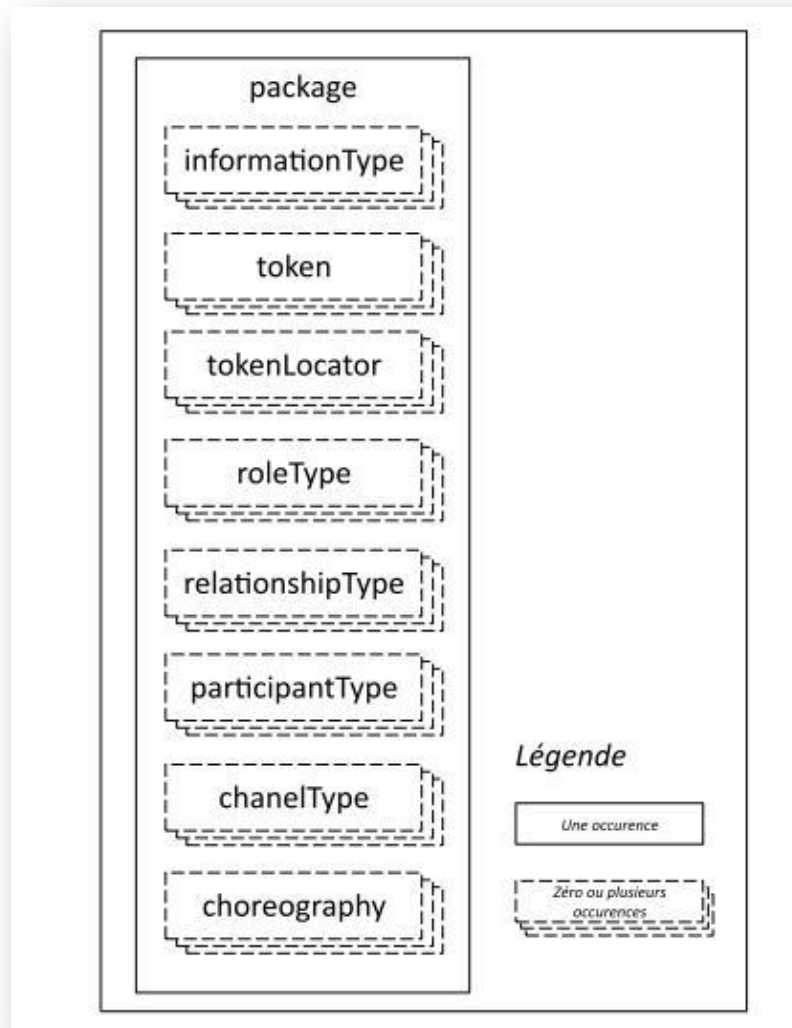 package
informationType
token
tokenLocator
roleType
relationshipType
participantType
chanelType
choreography
Légende
Une occurence
Zéro ou plusieurs
occurences